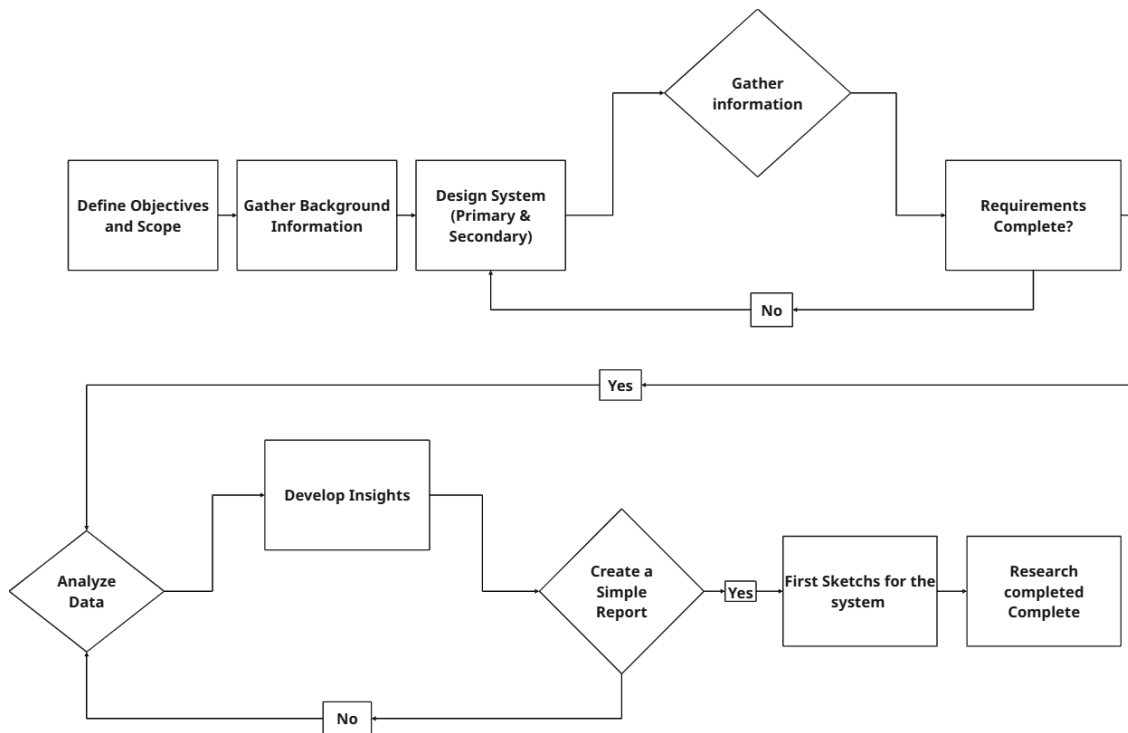 Gather
information
Define Objectives
and Scope
Gather Background
Information
Design System
(Primary &
Secondary)
Requirements
Complete?
No
Yes
Develop Insights
Analyze
Data
Create a
Simple
Report
Yes
First Sketchs for the
system
Research
completed
Complete
No